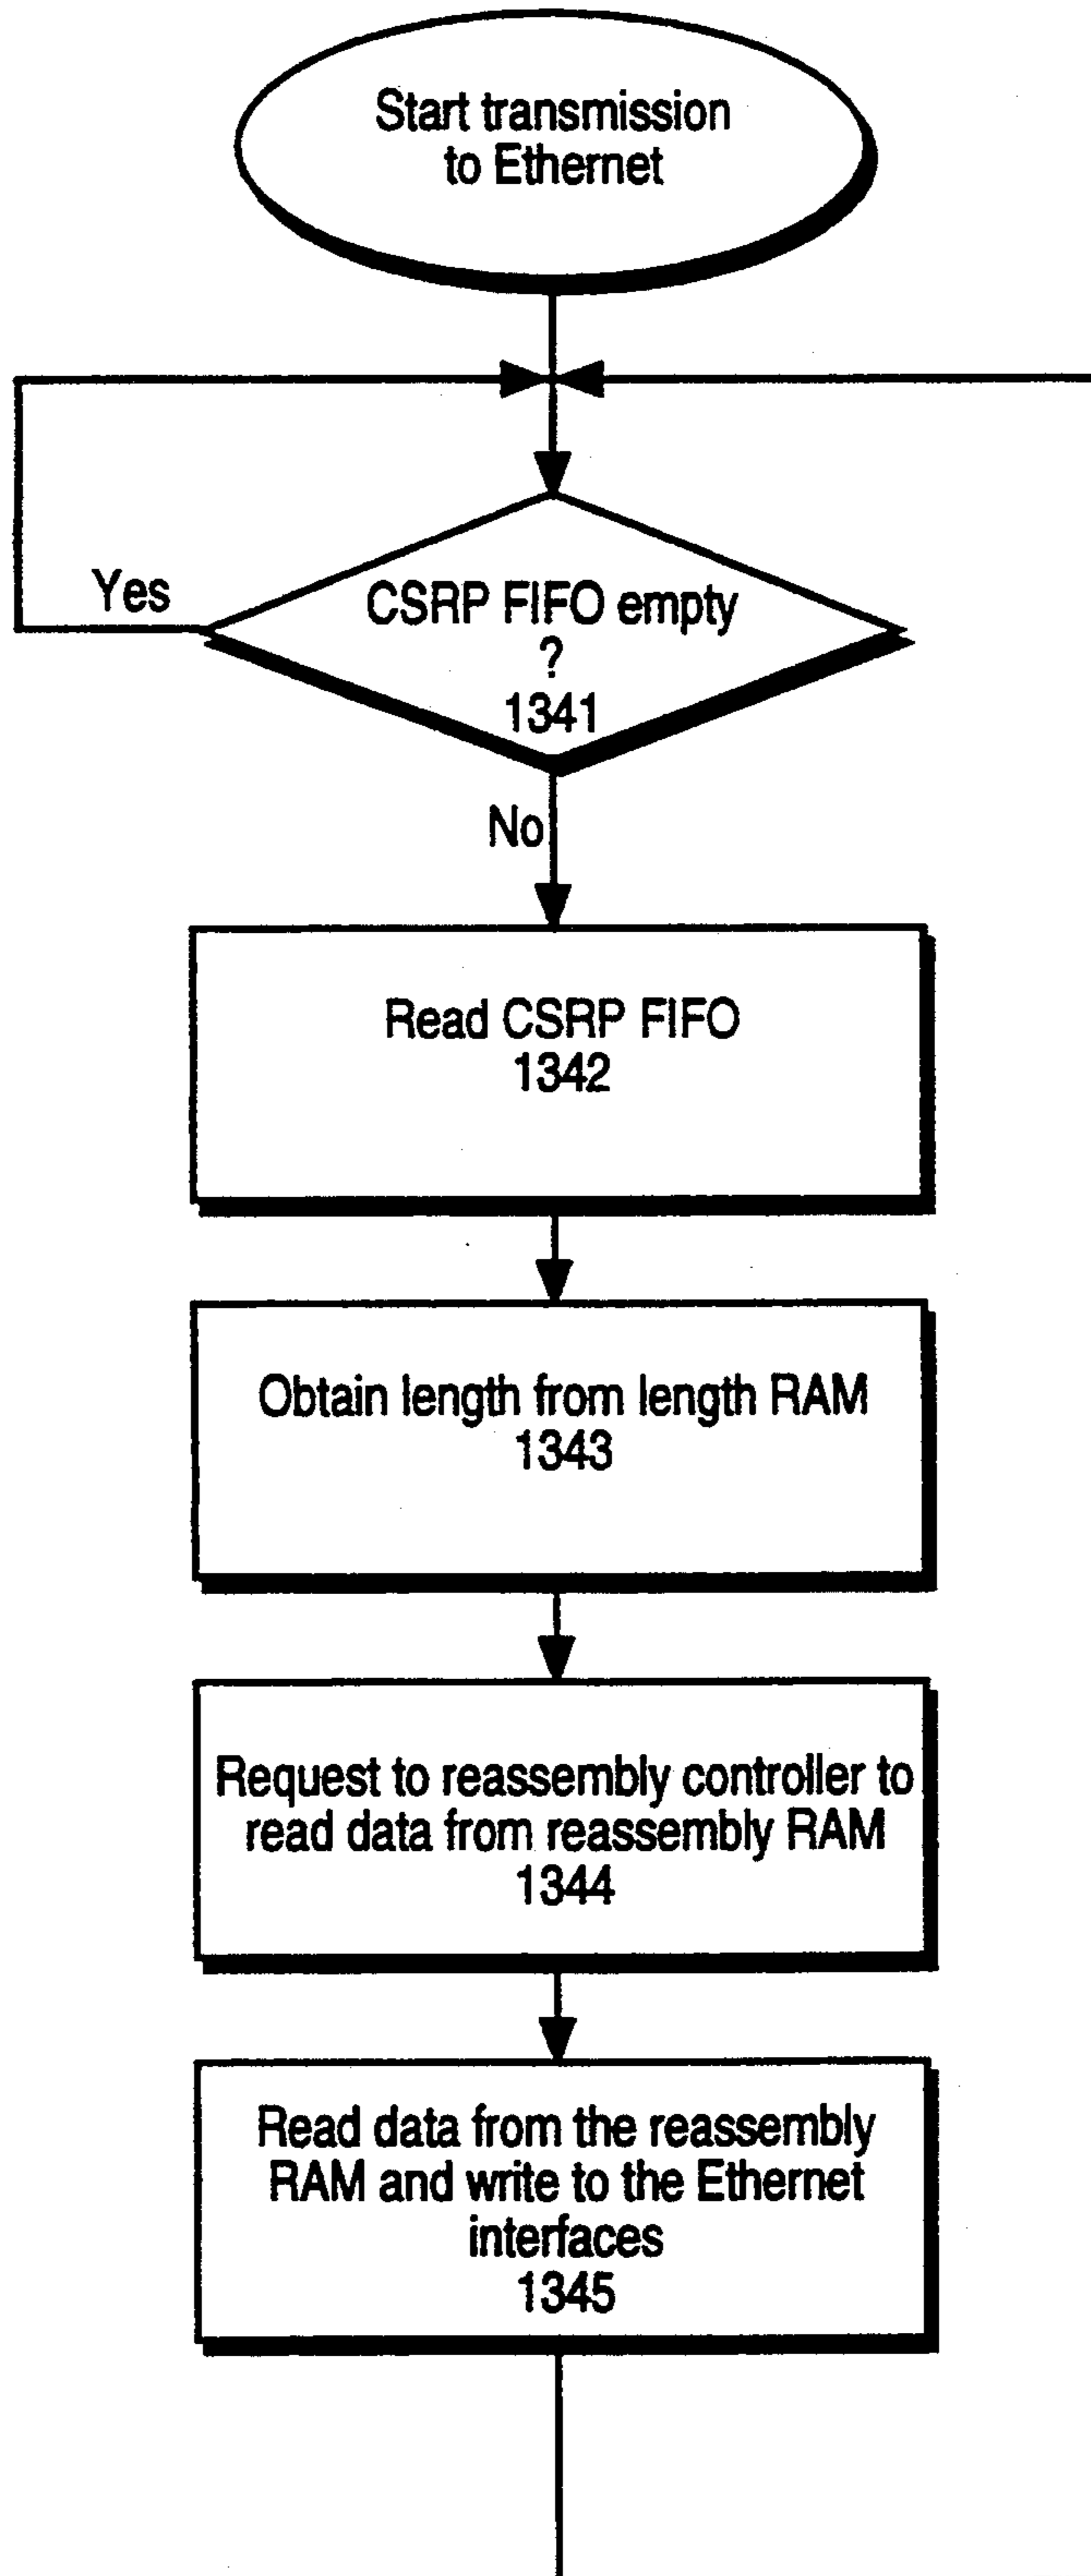 Start transmission
to Ethernet
Yes
CSRP FIFO empty
?
1341
No
Read CSRP FIFO
1342
Obtain length from length RAM
1343
Request to reassembly controller to
read data from reassembly RAM
1344
Read data from the reassembly
RAM and write to the Ethernet
interfaces
1345